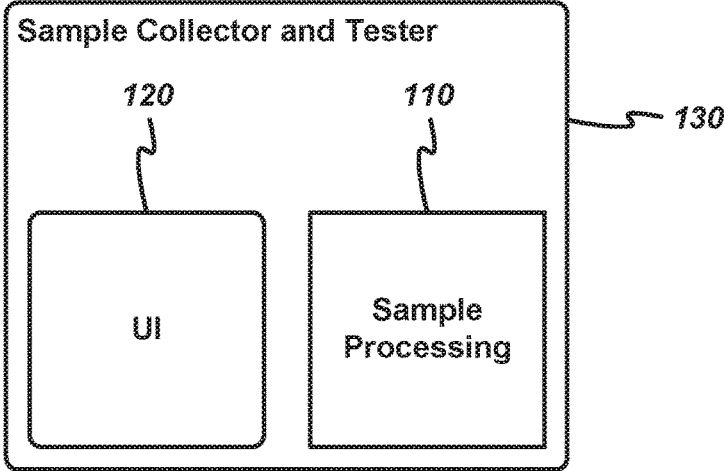 Sample Collector and Tester
120
110
130
UI
Sample
Processing